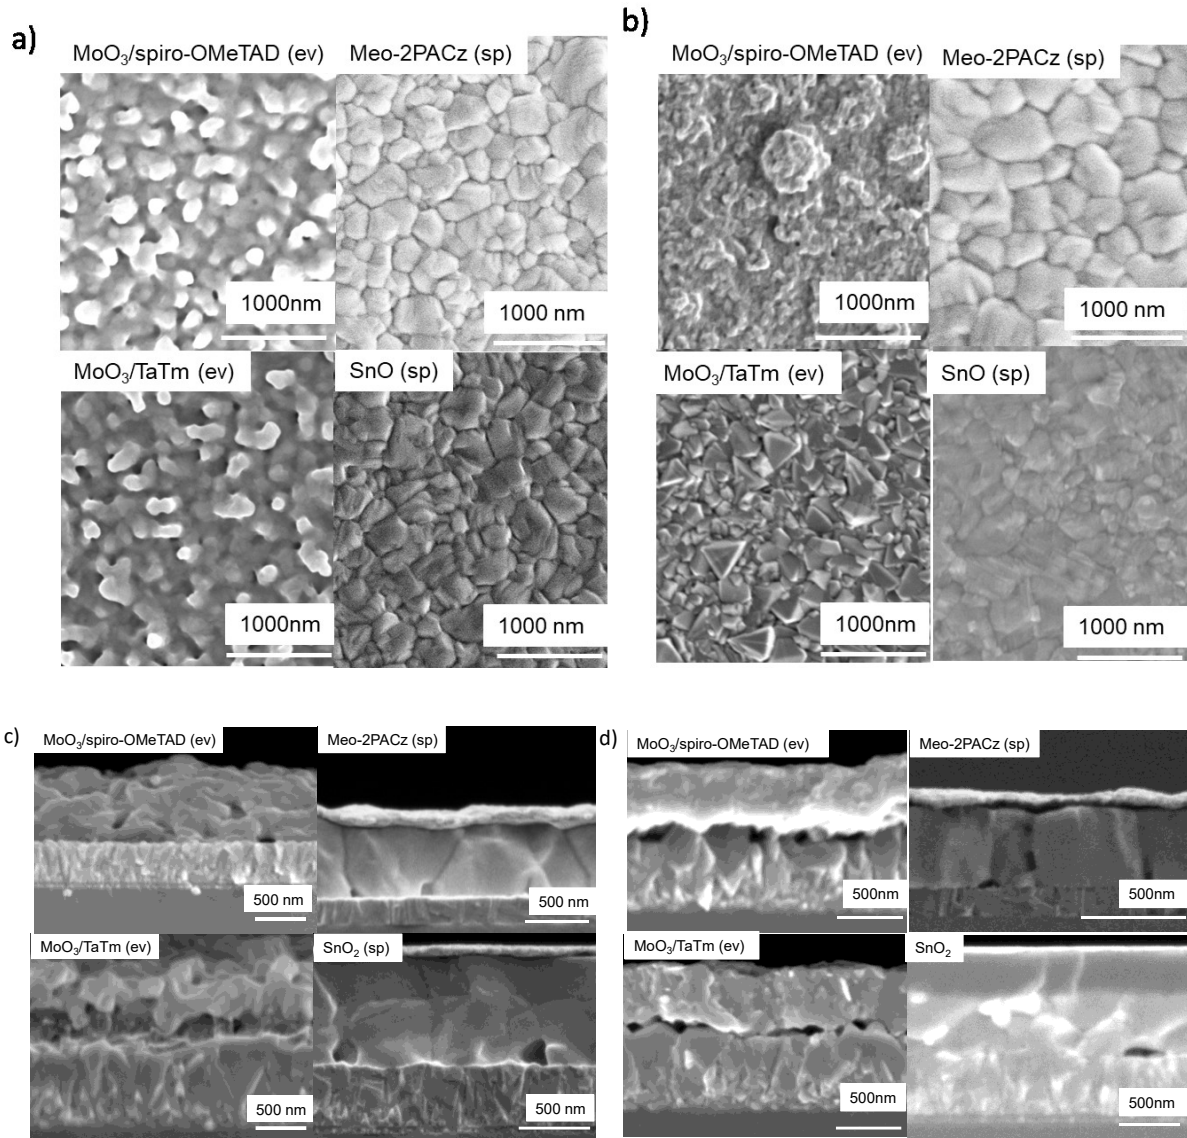 a)
MoO₃/spiro-OMeTAD (ev)
Meo-2PACz (sp)
1000nm
1000 nm
MoO₃/TaTm (ev)
SnO (sp)
1000nm
1000 nm
b)
MoO₃/spiro-OMeTAD (ev)
Meo-2PACz (sp)
1000nm
1000 nm
MoO₃/TaTm (ev)
SnO (sp)
1000nm
1000 nm
c)
MoO₃/spiro-OMeTAD (ev)
Meo-2PACz (sp)
500 nm
500 nm
MoO₃/TaTm (ev)
SnO₂ (sp)
500 nm
500 nm
d)
MoO₃/spiro-OMeTAD (ev)
Meo-2PACz (sp)
500nm
500nm
MoO₃/TaTm (ev)
SnO₂
500nm
500nm